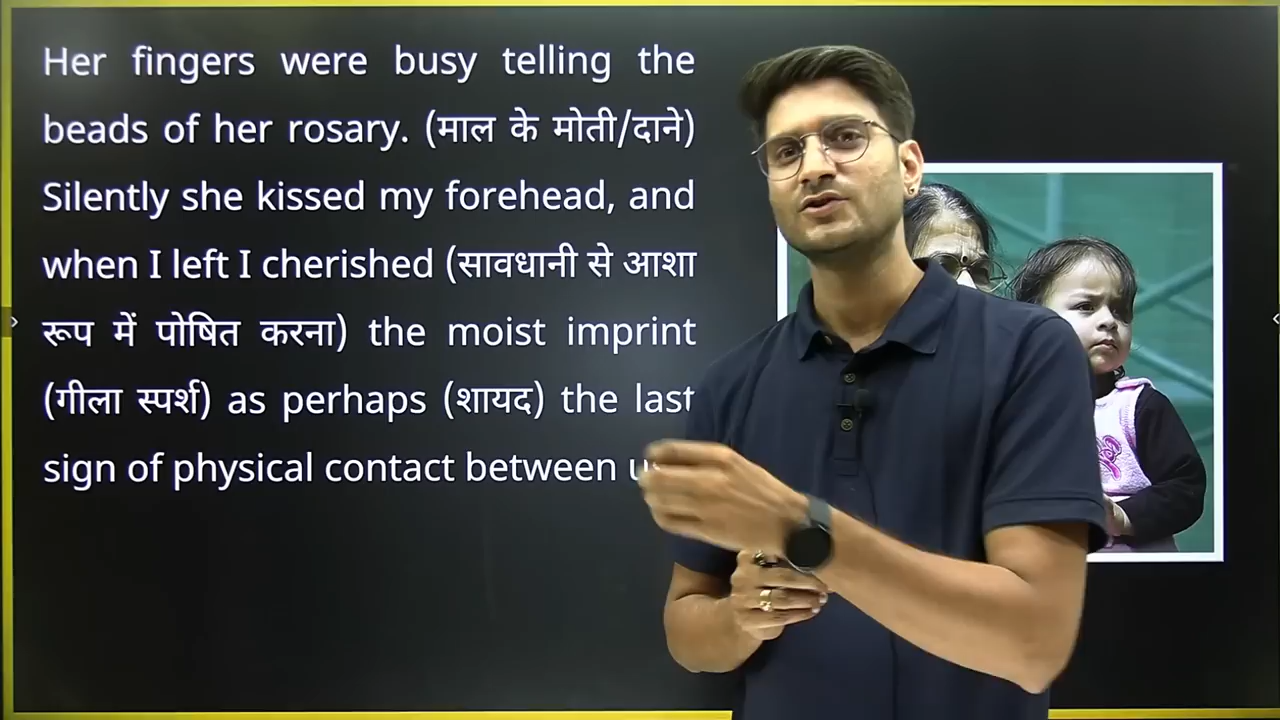 Her fingers were busy telling the
beads of her rosary. (माल के मोती/दाने)
Silently she kissed my forehead, and
when I left I cherished (सावधानी से आशा
रूप में पोषित करना) the moist imprint
(गीला स्पर्श) as perhaps (शायद) the last
sign of physical contact between